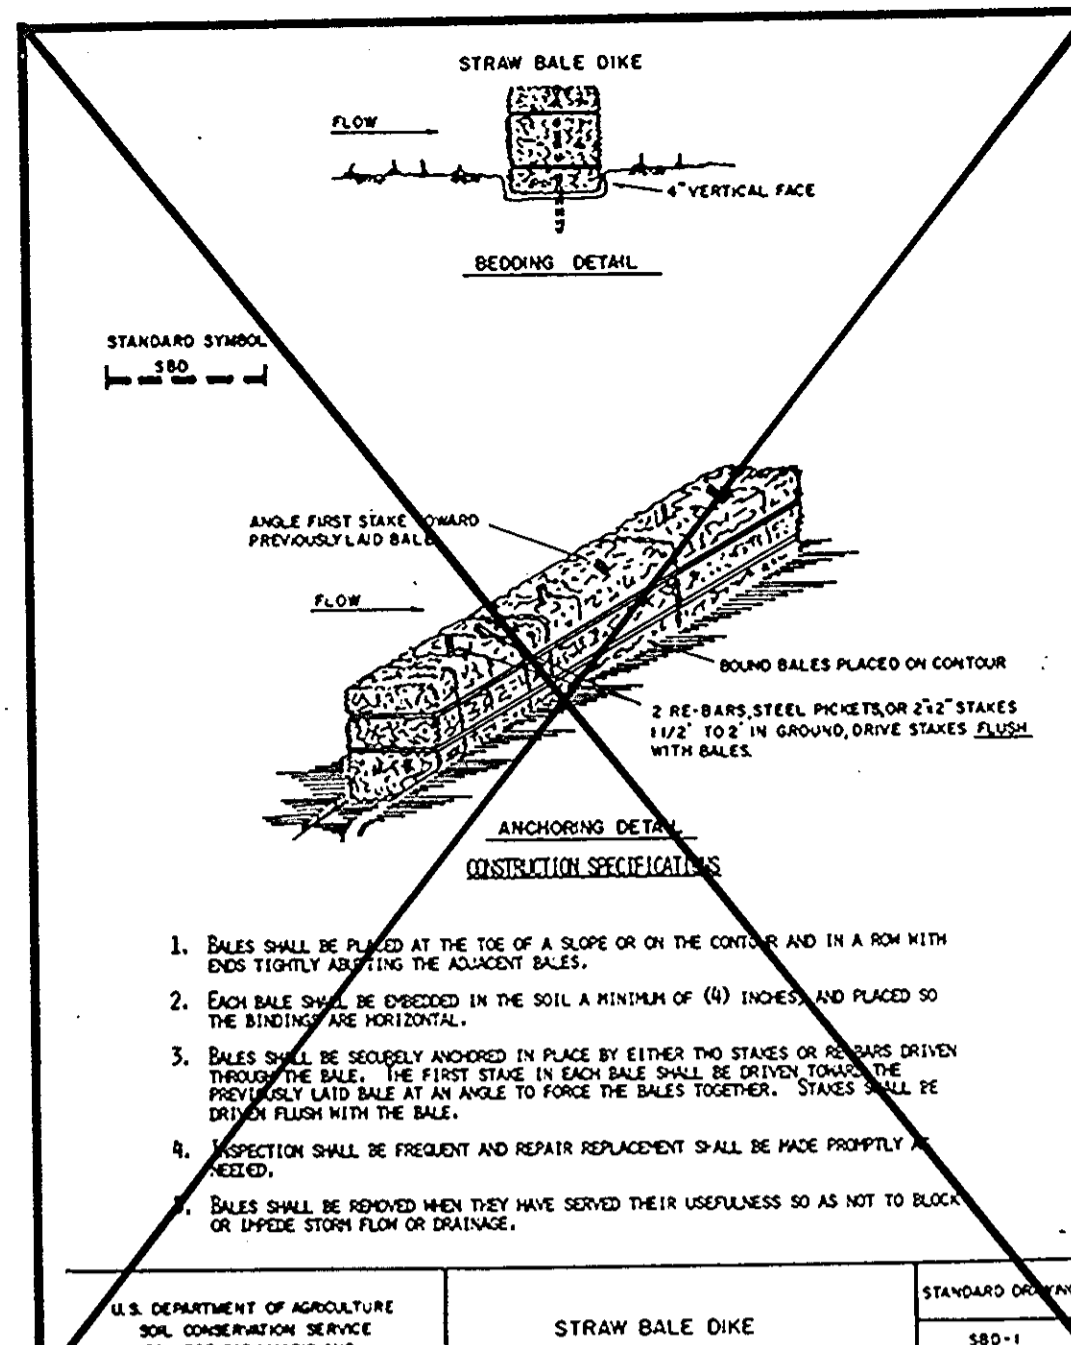 STRAW BALE DIKE
FLOW
4" VERTICAL FACE
BEDDING DETAIL
STANDARD SYMBOL
SBD
ANGLE FIRST STAKE TOWARD
PREVIOUSLY LAID BALE
FLOW
BOUND BALES PLACED ON CONTOUR
2 RE-BARS, STEEL PICKETS, OR 2"x2" STAKES
1 1/2' TO 2' IN GROUND, DRIVE STAKES FLUSH
WITH BALES.
ANCHORING DETAIL
CONSTRUCTION SPECIFICATIONS
1. BALES SHALL BE PLACED AT THE TOE OF A SLOPE OR ON THE CONTOUR AND IN A ROW WITH
ENDS TIGHTLY ABUTTING THE ADJACENT BALES.
2. EACH BALE SHALL BE EMBEDDED IN THE SOIL A MINIMUM OF (4) INCHES, AND PLACED SO
THE BINDINGS ARE HORIZONTAL.
3. BALES SHALL BE SECURELY ANCHORED IN PLACE BY EITHER TWO STAKES OR RE-BARS DRIVEN
THROUGH THE BALE. THE FIRST STAKE IN EACH BALE SHALL BE DRIVEN TOWARD THE
PREVIOUSLY LAID BALE AT AN ANGLE TO FORCE THE BALES TOGETHER. STAKES SHALL BE
DRIVEN FLUSH WITH THE BALE.
4. INSPECTION SHALL BE FREQUENT AND REPAIR REPLACEMENT SHALL BE MADE PROMPTLY AS
NEEDED.
5. BALES SHALL BE REMOVED WHEN THEY HAVE SERVED THEIR USEFULNESS SO AS NOT TO BLOCK
OR IMPEDE STORM FLOW OR DRAINAGE.
U.S. DEPARTMENT OF AGRICULTURE
SOIL CONSERVATION SERVICE
STRAW BALE DIKE
STANDARD DRAWING
SBD-1